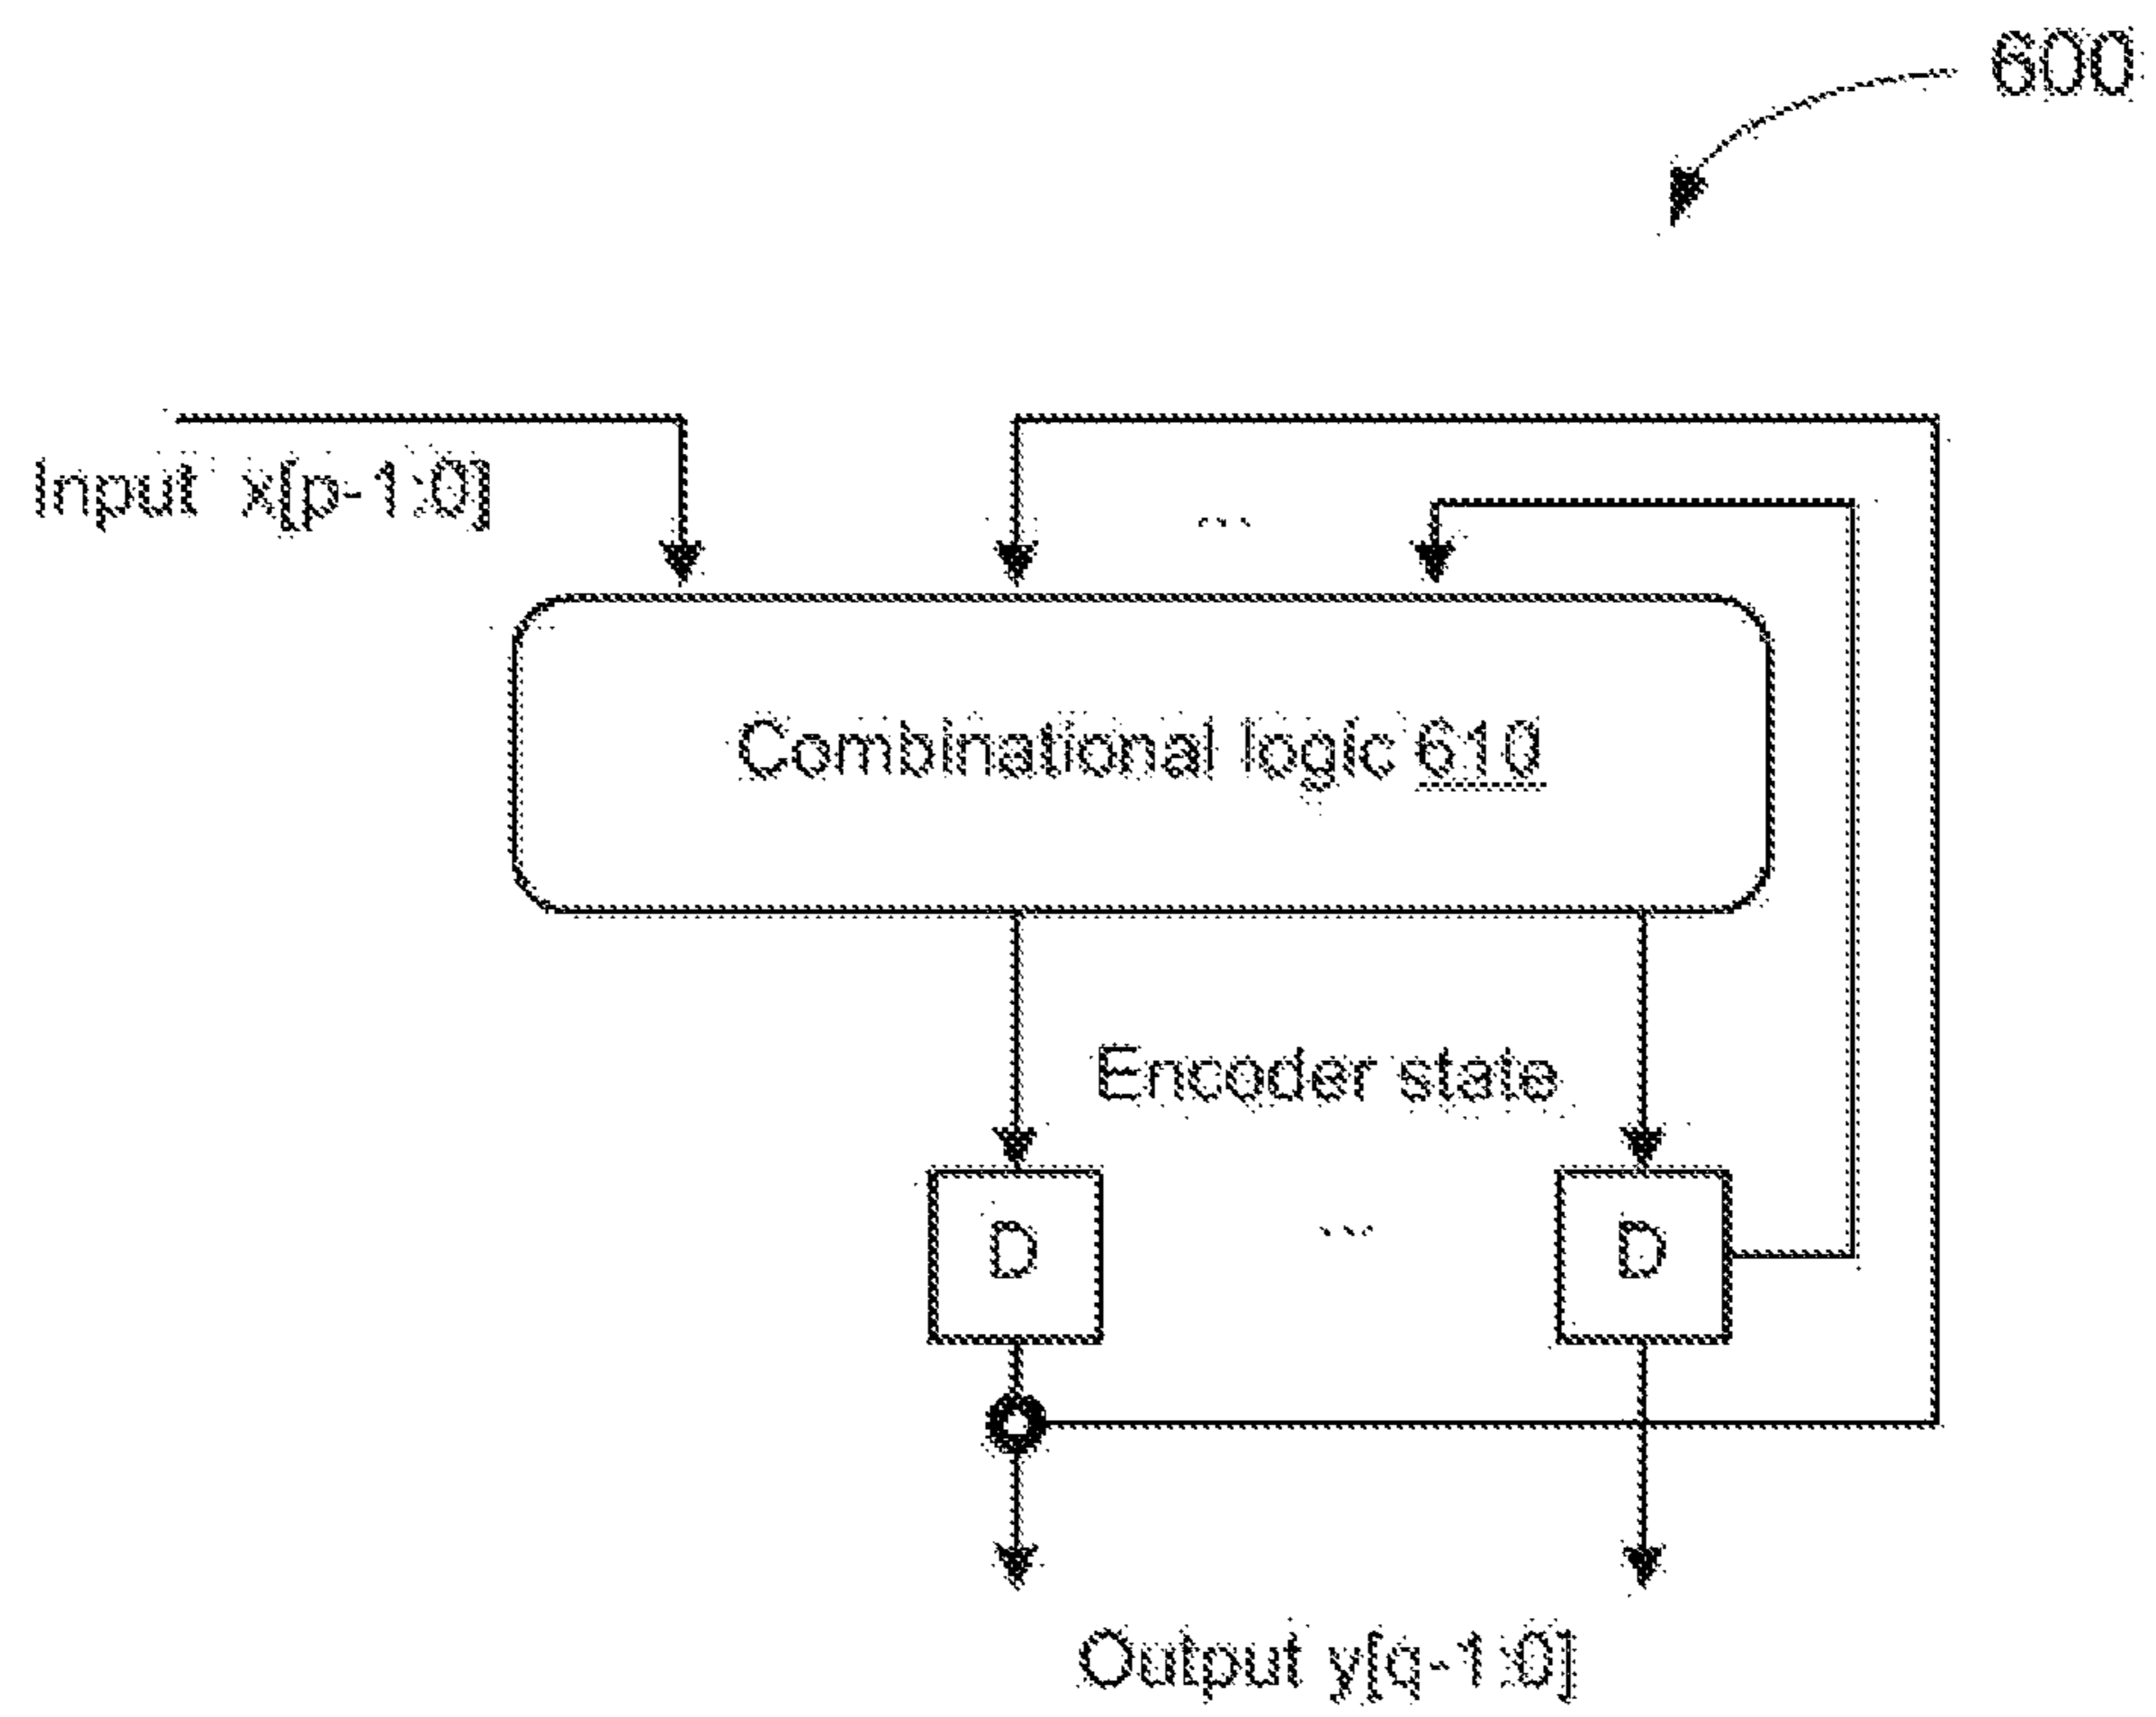 600
Input x[p-1:0]
...
Combinational logic 610
Encoder state
D ... D
Output y[q-1:0]